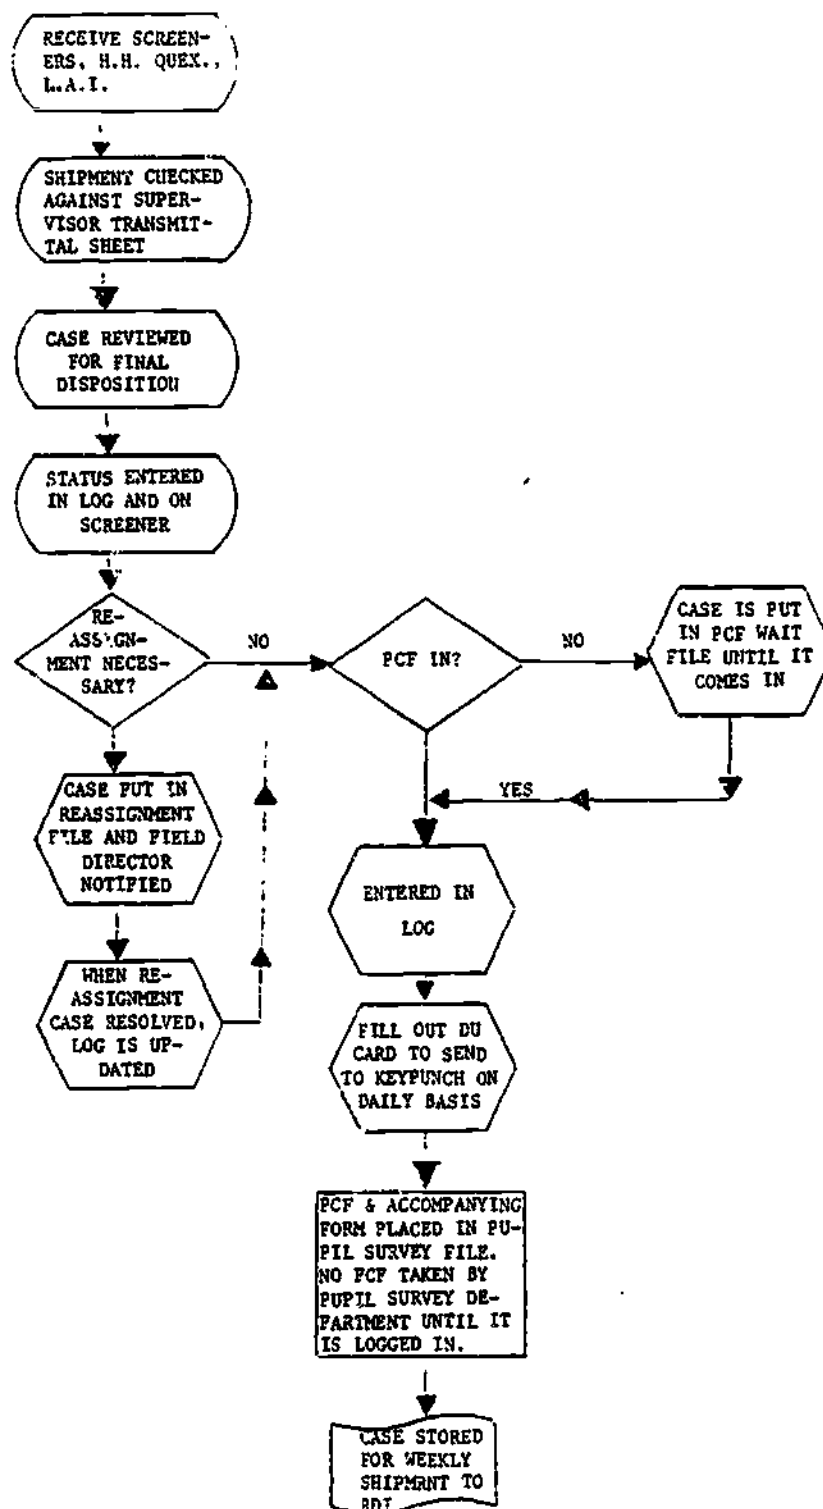 RECEIVE SCREEN-
ERS, H.H. QUEX.,
L.A.I.
SHIPMENT CHECKED
AGAINST SUPER-
VISOR TRANSMIT-
TAL SHEET
CASE REVIEWED
FOR FINAL
DISPOSITION
STATUS ENTERED
IN LOG AND ON
SCREENER
RE-
ASSIGN-
MENT NECES-
SARY?
NO
PCF IN?
NO
CASE IS PUT
IN PCF WAIT
FILE UNTIL IT
COMES IN
YES
CASE PUT IN
REASSIGNMENT
FILE AND FIELD
DIRECTOR
NOTIFIED
WHEN RE-
ASSIGNMENT
CASE RESOLVED,
LOG IS UP-
DATED
ENTERED IN
LOG
FILL OUT DU
CARD TO SEND
TO KEYPUNCH ON
DAILY BASIS
PCF & ACCOMPANYING
FORM PLACED IN PU-
PIL SURVEY FILE.
NO PCF TAKEN BY
PUPIL SURVEY DE-
PARTMENT UNTIL IT
IS LOGGED IN.
CASE STORED
FOR WEEKLY
SHIPMENT TO